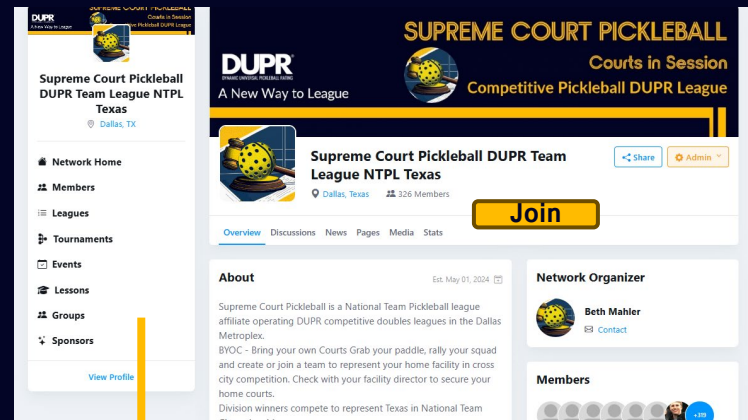 SUPREME COURT PICKLEBALL
DUPR
Courts in Session
A New Way to League
Supreme Court Pickleball
DUPR Team League NTPL
Texas
Dallas, TX
Network Home
Members
Leagues
Tournaments
Events
Lessons
Groups
Sponsors
View Profile
SUPREME COURT PICKLEBALL
Courts in Session
DUPR
DYNAMIC UNIVERSAL PICKLEBALL RATING
A New Way to League
Competitive Pickleball DUPR League
Supreme Court Pickleball DUPR Team
League NTPL Texas
Dallas, Texas 326 Members
Share
Admin
Join
Overview Discussions News Pages Media Stats
About
Est. May 01, 2024
Supreme Court Pickleball is a National Team Pickleball league
affiliate operating DUPR competitive doubles leagues in the Dallas
Metroplex.
BYOC - Bring your own Courts Grab your paddle, rally your squad
and create or join a team to represent your home facility in cross
city competition. Check with your facility director to secure your
home courts.
Division winners compete to represent Texas in National Team
Network Organizer
Beth Mahler
Contact
Members
+319